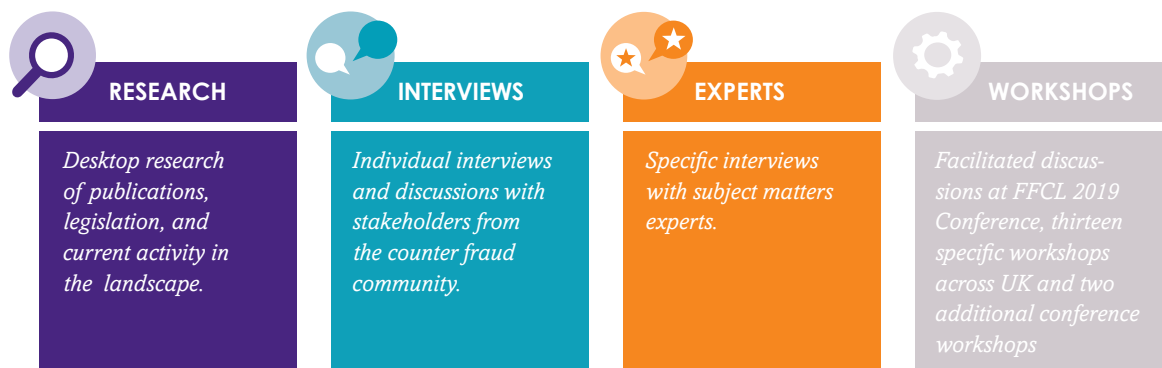 RESEARCH
Desktop research
of publications,
legislation, and
current activity in
the landscape.
INTERVIEWS
Individual interviews
and discussions with
stakeholders from
the counter fraud
community.
EXPERTS
Specific interviews
with subject matters
experts.
WORKSHOPS
Facilitated discus-
sions at FFCL 2019
Conference, thirteen
specific workshops
across UK and two
additional conference
workshops